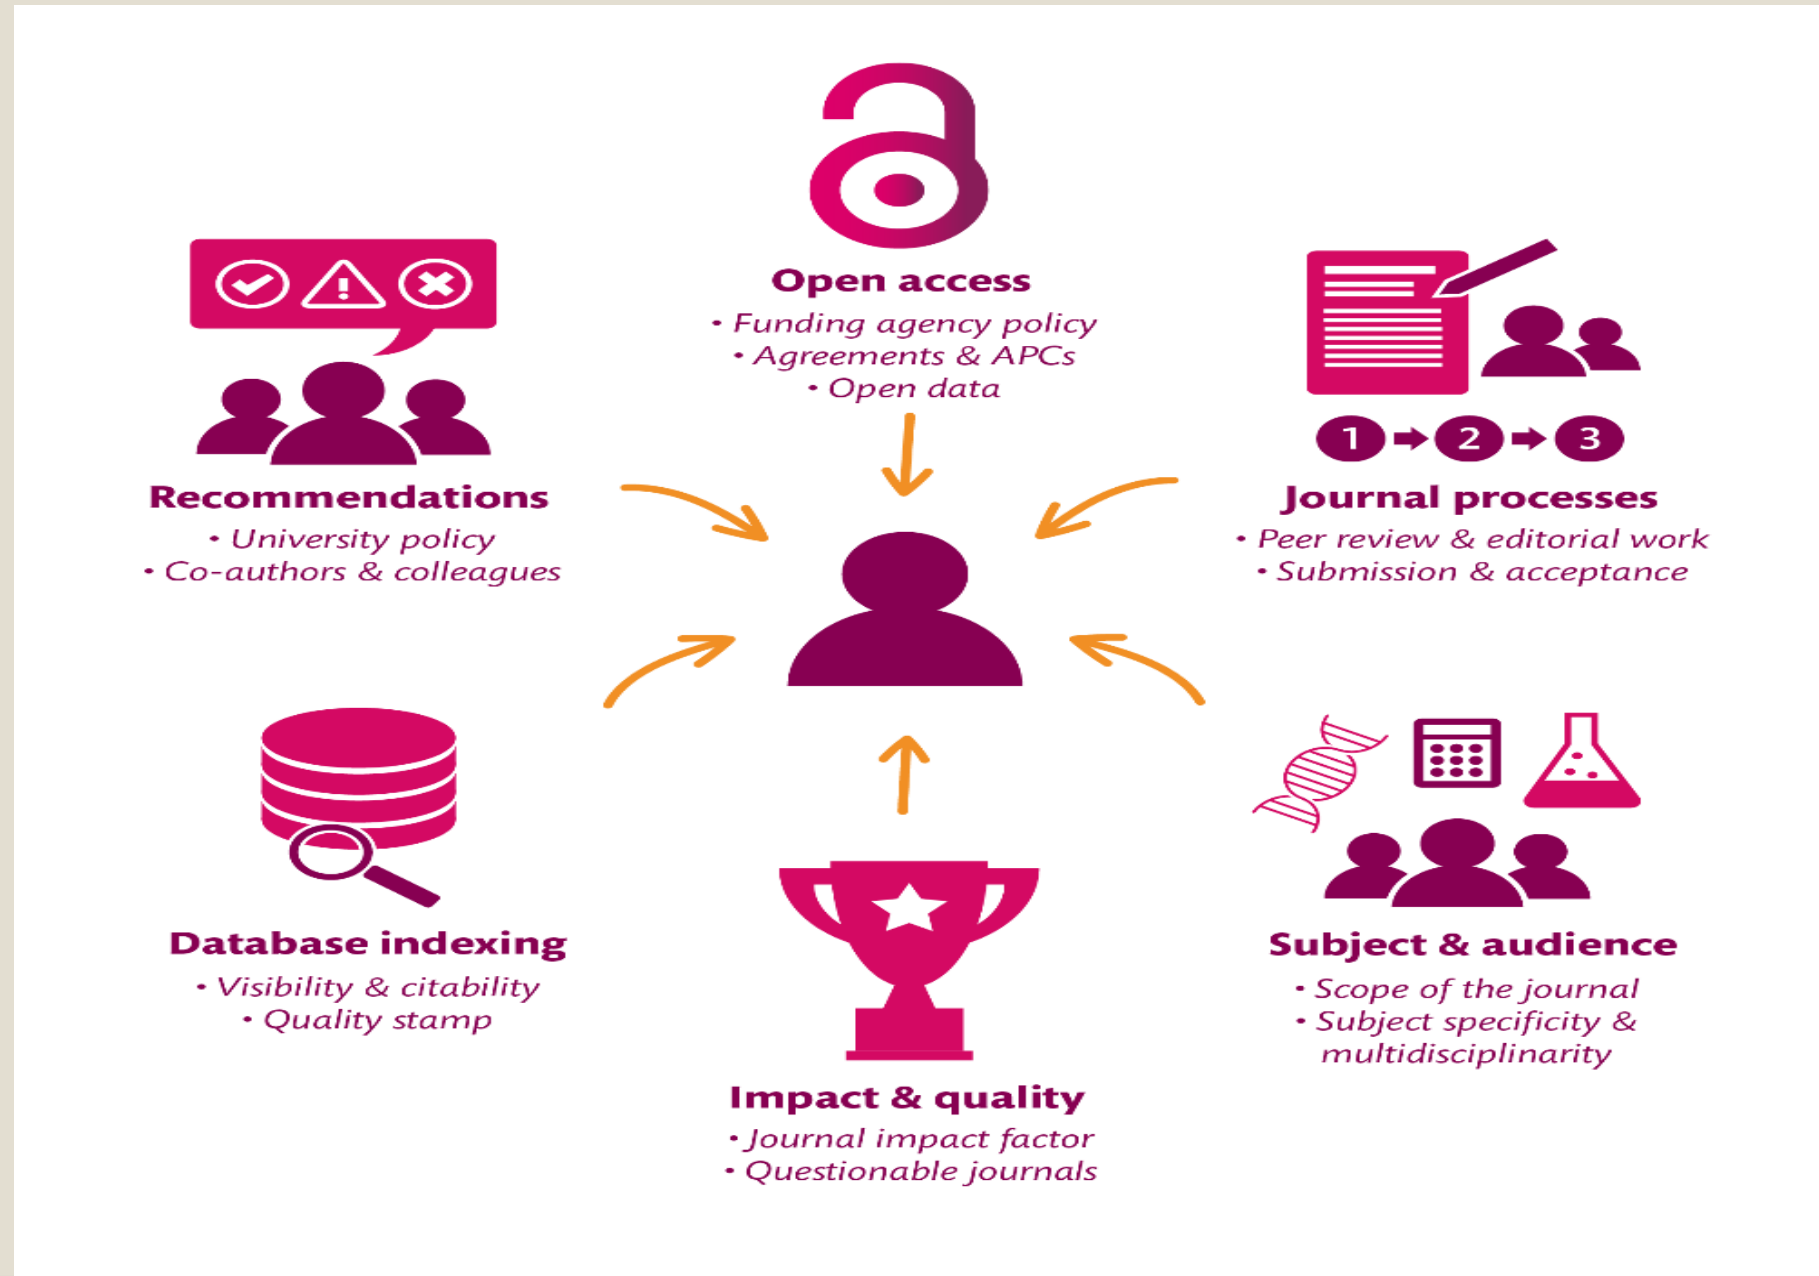 Open access
• Funding agency policy
• Agreements & APCs
• Open data
Recommendations
• University policy
• Co-authors & colleagues
1 2 3
Journal processes
• Peer review & editorial work
• Submission & acceptance
Database indexing
• Visibility & citability
• Quality stamp
Impact & quality
• Journal impact factor
• Questionable journals
Subject & audience
• Scope of the journal
• Subject specificity &
multidisciplinarity